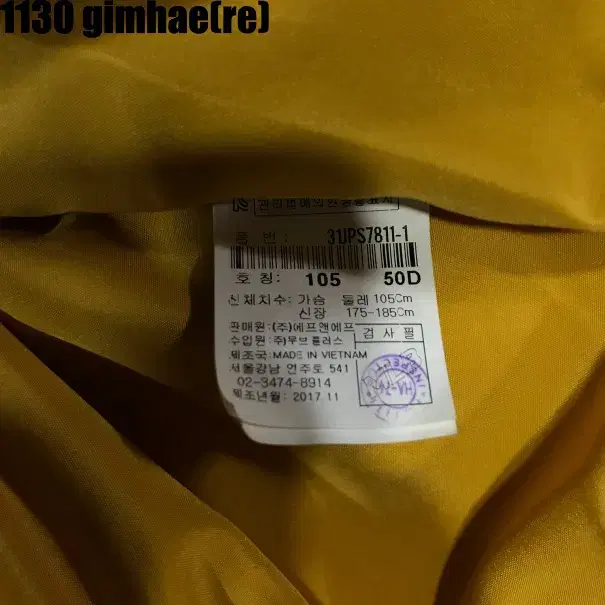 1130 gimhae(re)
품 번 : 31JPS7811-1
호 칭: 105 50D
신체치수: 가슴 둘레 105Cm
신장 175-185Cm
판매원: (주)에프앤에프
수입원: (주)무브플러스
제조국: MADE IN VIETNAM
서울강남 언주로 541
02-3474-8914
제조년월: 2017 11
검 사 필
INSPECT